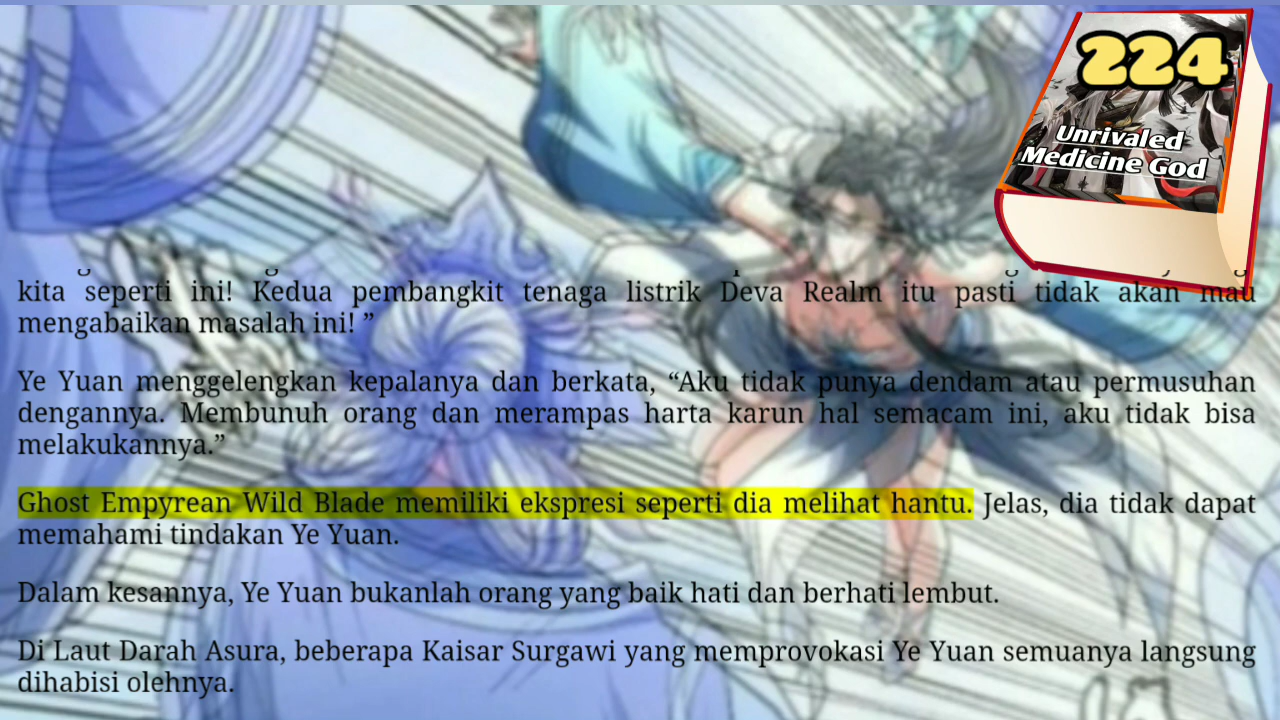 224
Unrivaled
Medicine God
kita seperti ini! Kedua pembangkit tenaga listrik Deva Realm itu pasti tidak akan mau
mengabaikan masalah ini! ”
Ye Yuan menggelengkan kepalanya dan berkata, “Aku tidak punya dendam atau permusuhan
dengannya. Membunuh orang dan merampas harta karun hal semacam ini, aku tidak bisa
melakukannya.”
Ghost Empyrean Wild Blade memiliki ekspresi seperti dia melihat hantu. Jelas, dia tidak dapat
memahami tindakan Ye Yuan.
Dalam kesannya, Ye Yuan bukanlah orang yang baik hati dan berhati lembut.
Di Laut Darah Asura, beberapa Kaisar Surgawi yang memprovokasi Ye Yuan semuanya langsung
dihabisi olehnya.